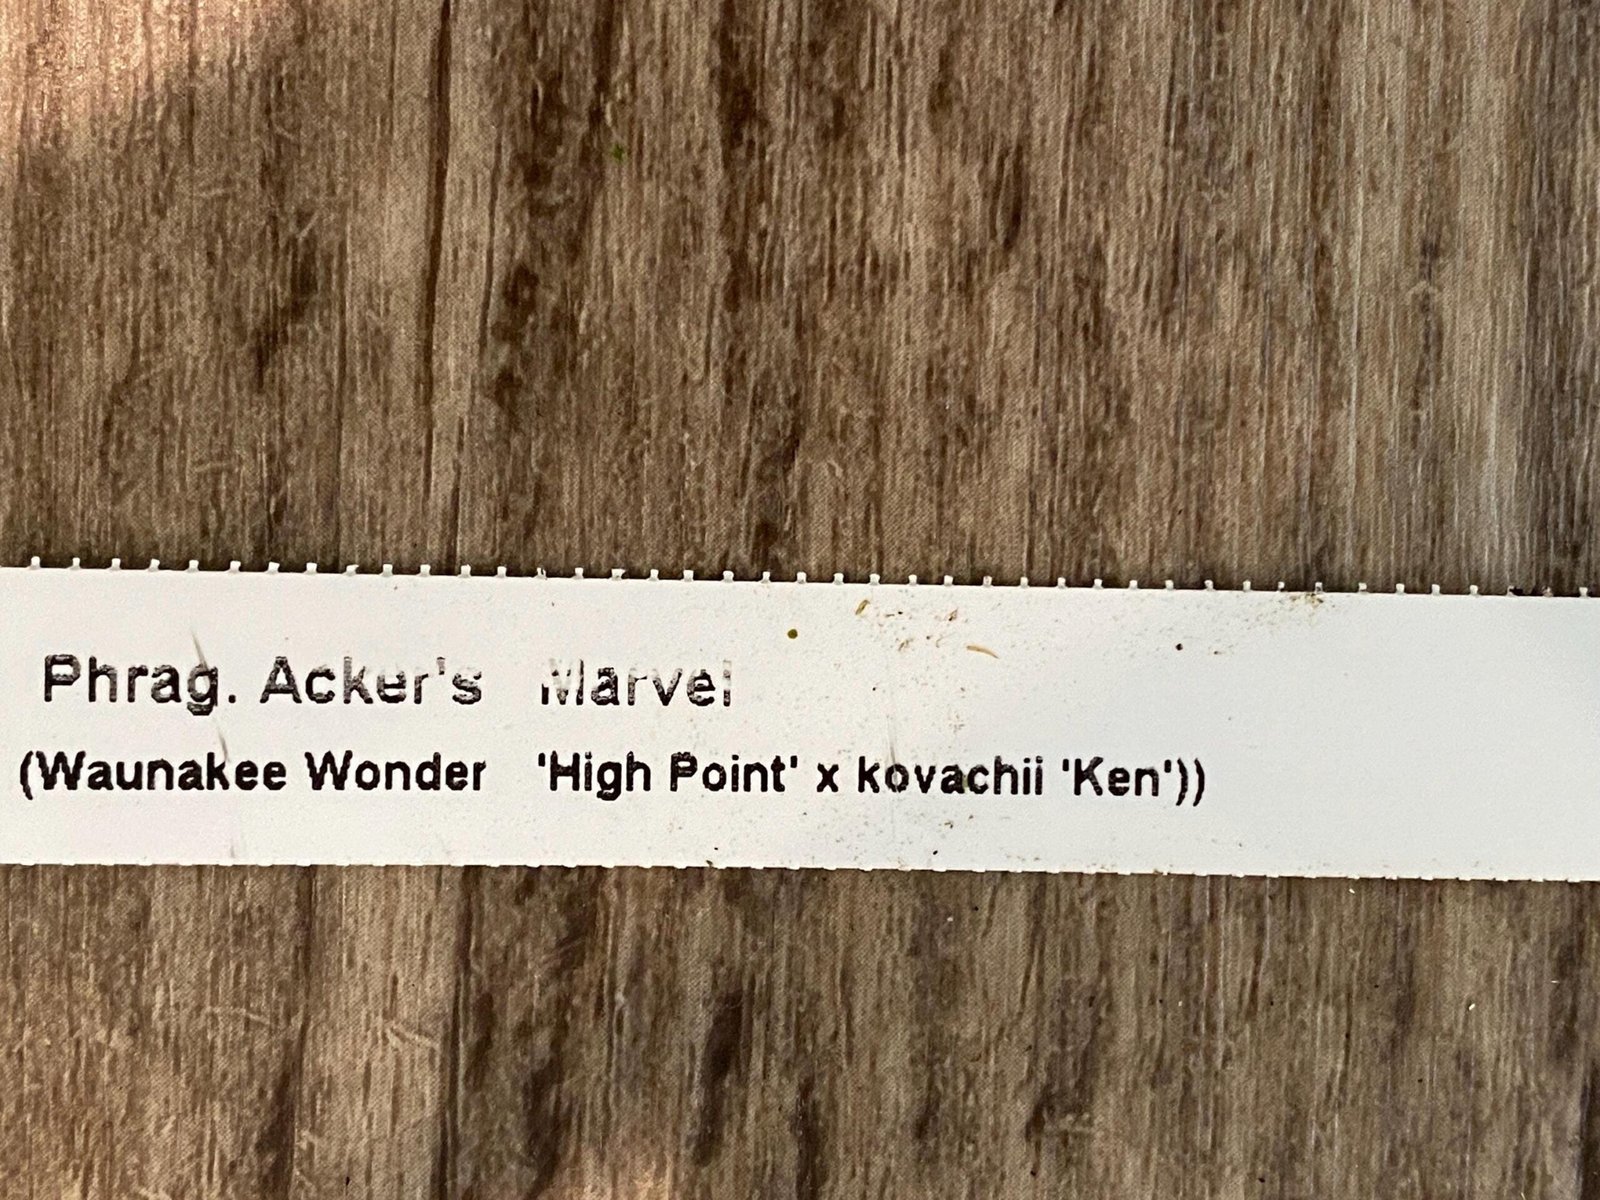 Phrag. Acker's Marvel
(Waunakee Wonder 'High Point' x kovachii 'Ken'))